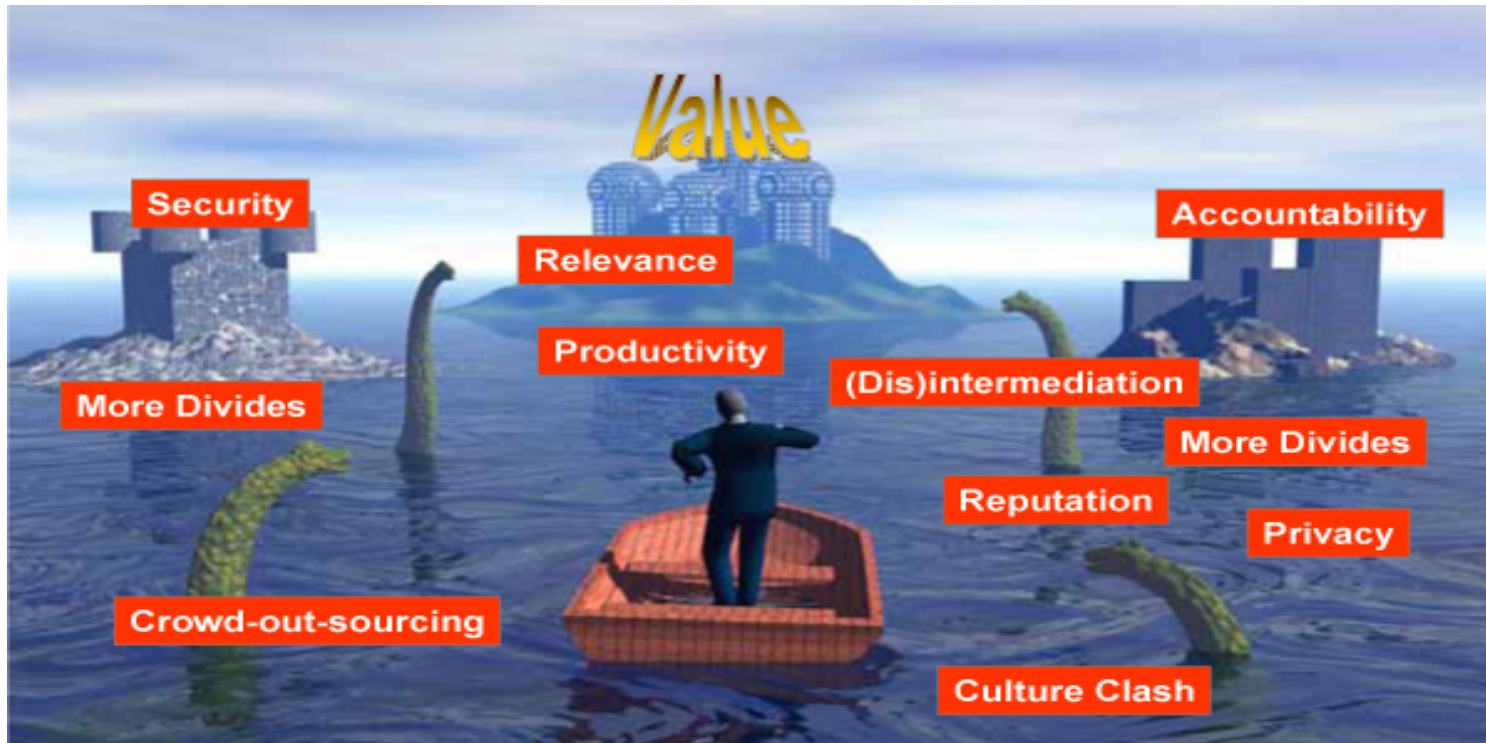 Value
Security
Accountability
Relevance
Productivity
(Dis)intermediation
More Divides
More Divides
Reputation
Privacy
Crowd-out-sourcing
Culture Clash